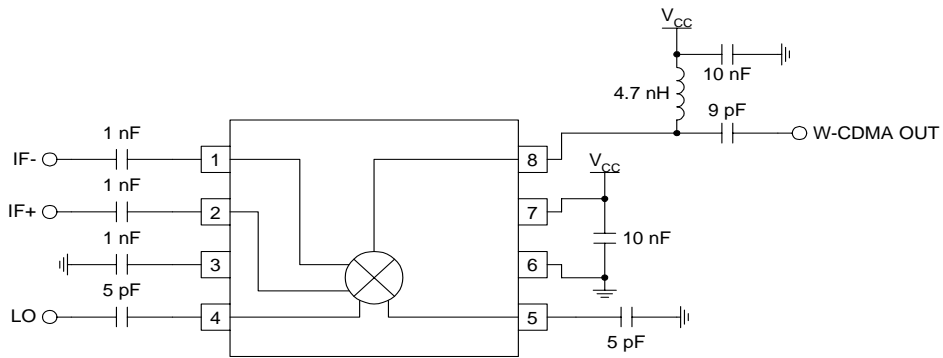 VCC
10 nF
4.7 nH
9 pF
W-CDMA OUT
1 nF
IF-
1
8
VCC
1 nF
IF+
2
7
1 nF
10 nF
3
6
5 pF
LO
4
5
5 pF